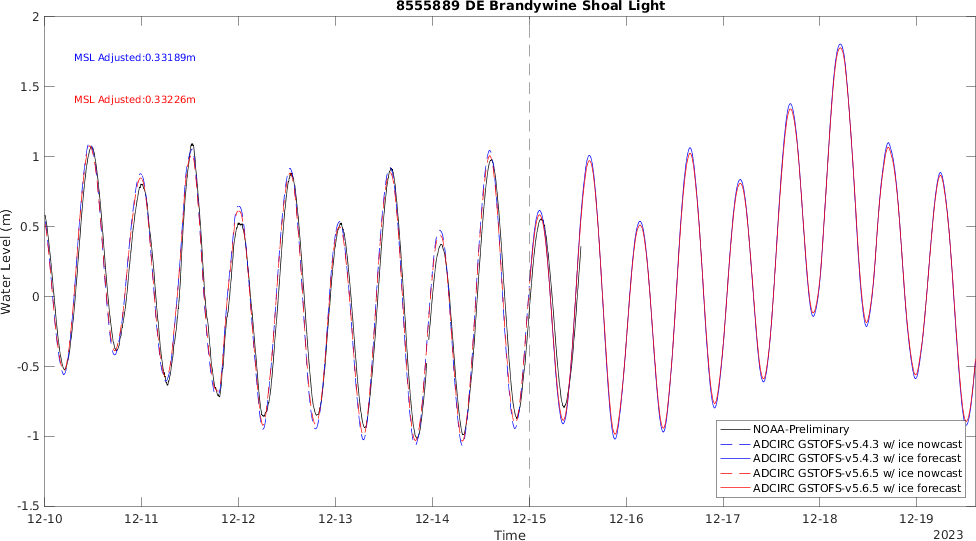 8555889 DE Brandywine Shoal Light
MSL Adjusted:0.33189m
MSL Adjusted:0.33226m
2
1.5
1
0.5
0
-0.5
-1
-1.5
Water Level (m)
NOAA-Preliminary
ADCIRC GSTOFS-v5.4.3 w/ ice nowcast
ADCIRC GSTOFS-v5.4.3 w/ ice forecast
ADCIRC GSTOFS-v5.6.5 w/ ice nowcast
ADCIRC GSTOFS-v5.6.5 w/ ice forecast
12-10 12-11 12-12 12-13 12-14 12-15 12-16 12-17 12-18 12-19
Time
2023